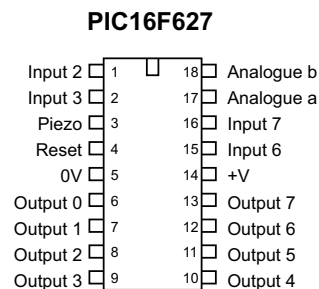 PIC16F627
Input 2 1 18 Analogue b
Input 3 2 17 Analogue a
Piezo 3 16 Input 7
Reset 4 15 Input 6
0V 5 14 +V
Output 0 6 13 Output 7
Output 1 7 12 Output 6
Output 2 8 11 Output 5
Output 3 9 10 Output 4